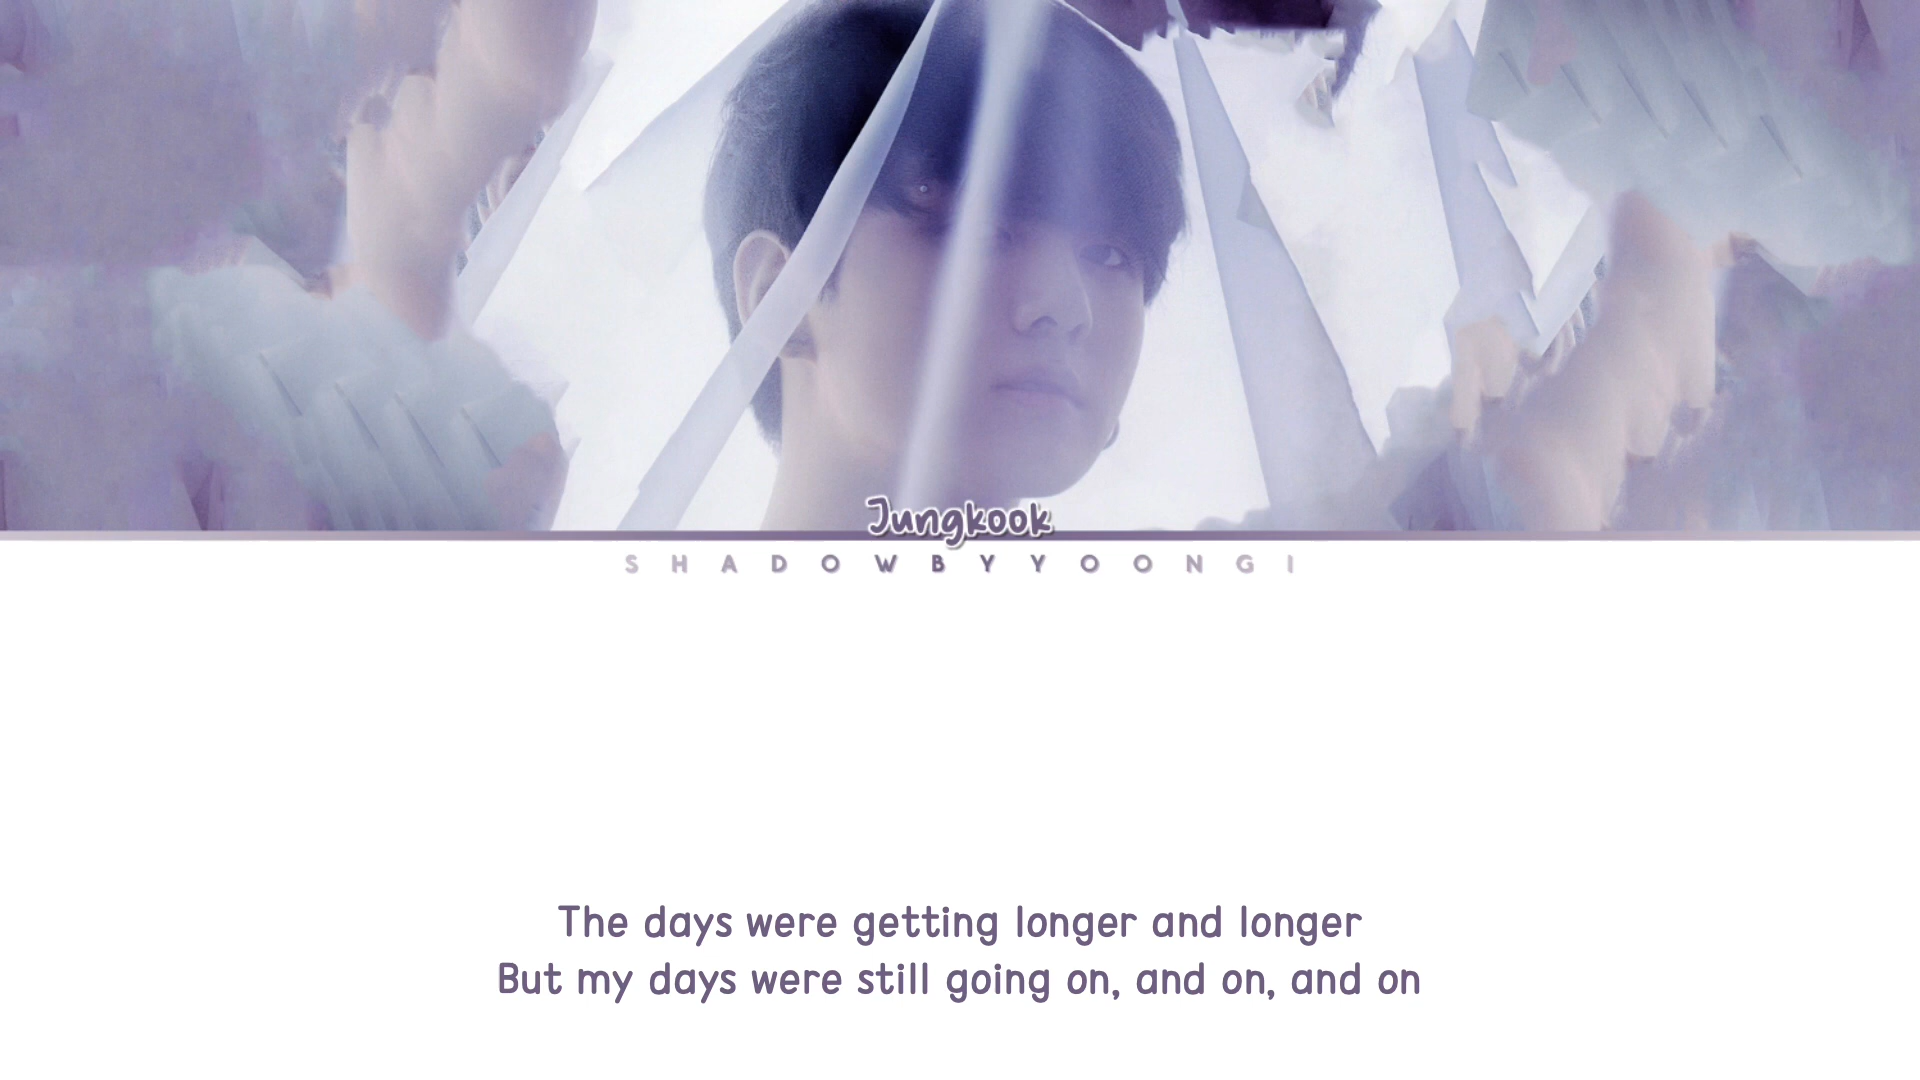 Jungkook
SHADOWBYYOONGI
The days were getting longer and longer
But my days were still going on, and on, and on